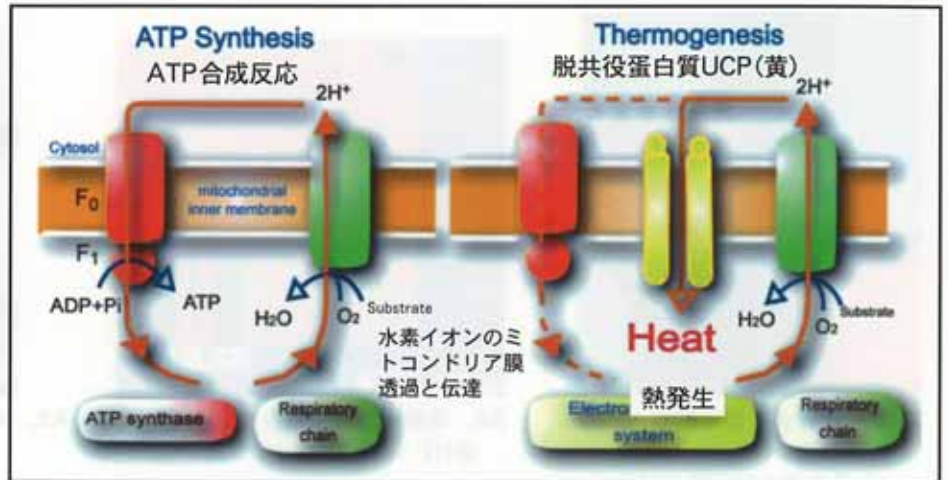 ATP Synthesis
ATP合成反応
2H+
Cytosol
F0
mitochondrial
inner membrane
F1
ADP+Pi
ATP
H2O
O2
Substrate
水素イオンのミ
トコンドリア膜
透過と伝達
ATP synthase
Respiratory
chain
Thermogenesis
脱共役蛋白質UCP(黄)
2H+
H2O
O2
Substrate
Heat
熱発生
system
Respiratory
chain